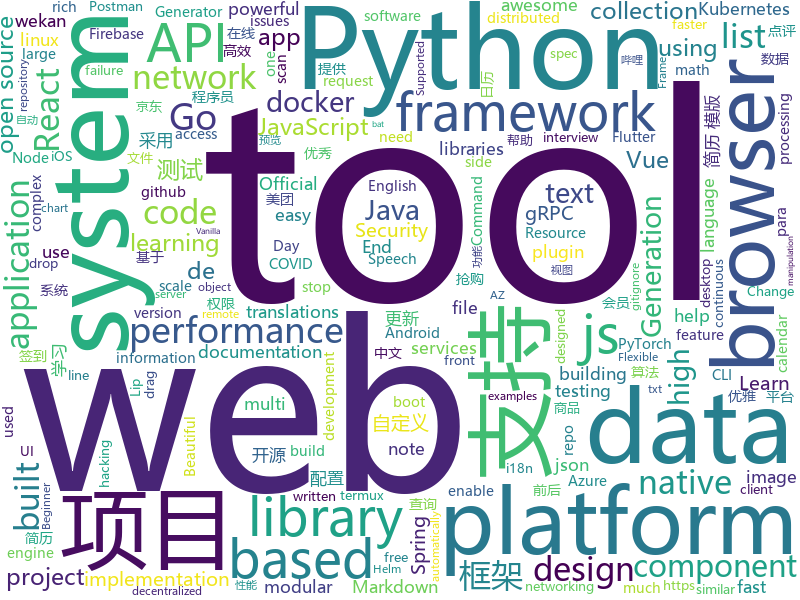 tool
web
Python
system
data
platform
browser
支持
项目
framework
library
js
API
based
performance
network
design
code
Java
React
Go
docker
list
native
component
application
built
框架
text
app
Generation
high
collection
using
Vue
测试
learning
de
project
JavaScript
Spring
gRPC
Security
open source
简历 模版
Kubernetes
powerful
awesome
libraries
Official
English
easy
interview
Flutter
plugin
自定义
note
building
testing
help
fast
image
json
i18n
repo
Azure
boot
build
multi
translations
documentation
services
implementation
modular
Markdown
Learn
language
Resource
Command
End
Day
COVID
Speech
Generator
wekan
linux
Firebase
Postman
rich
large
complex
Node
iOS
github
access
scale
version
information
drag
drop
stop
scan
request
one
issues
software
distributed
spec
Supported
failure
在线
高效
提供
程序员
京东
采用
文件
优秀
预览
美团
基于
权限
更新
中文
开源
配置
查询
功能
视图
抢购
商品
算法
优雅
平台
会员
日历
帮助
哔哩
点评
数据
签到
学习
系统
简历
性能
自动
前后
engine
free
Helm
termux
hacking
Beautiful
Beginner
UI
use
used
line
Lip
chart
bat
math
need
side
feature
file
Android
desktop
continuous
CLI
PyTorch
Flexible
designed
development
front
examples
written
server
object
Vanilla
remote
automatically
client
networking
https
similar
much
txt
AZ
gitignore
Change
calendar
para
processing
faster
Frame
repository
decentralized
manipulation
enable